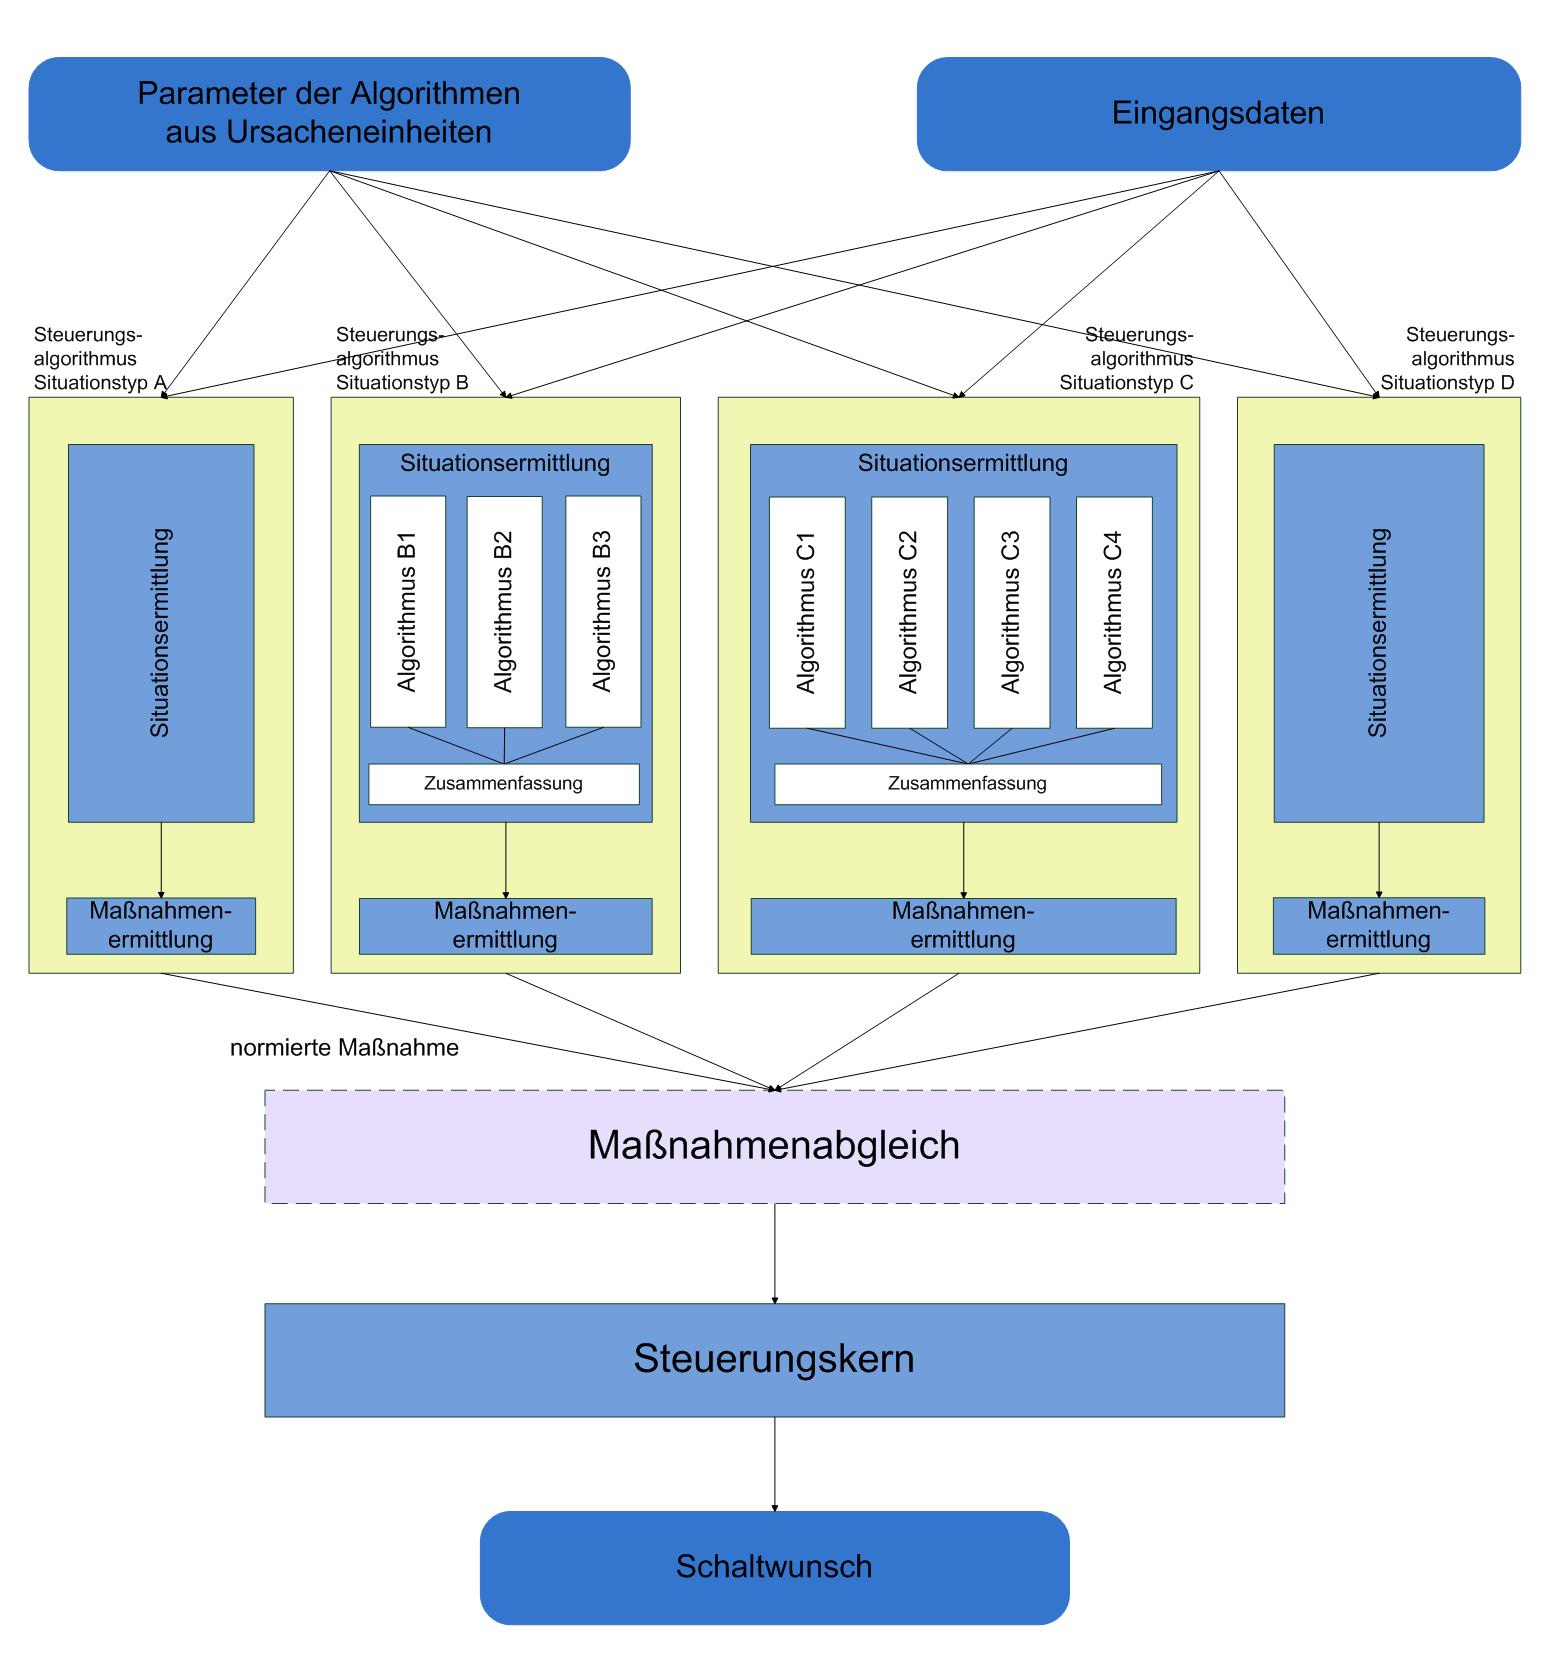 Parameter der Algorithmen
aus Ursacheneinheiten
Eingangsdaten
Steuerungs-
algorithmus
Situationstyp A
Steuerungs-
algorithmus
Situationstyp B
Steuerungs-
algorithmus
Situationstyp C
Steuerungs-
algorithmus
Situationstyp D
Situationsermittlung
Maßnahmen-
ermittlung
Situationsermittlung
Algorithmus B1
Algorithmus B2
Algorithmus B3
Zusammenfassung
Maßnahmen-
ermittlung
Situationsermittlung
Algorithmus C1
Algorithmus C2
Algorithmus C3
Algorithmus C4
Zusammenfassung
Maßnahmen-
ermittlung
Situationsermittlung
Maßnahmen-
ermittlung
normierte Maßnahme
Maßnahmenabgleich
Steuerungskern
Schaltwunsch